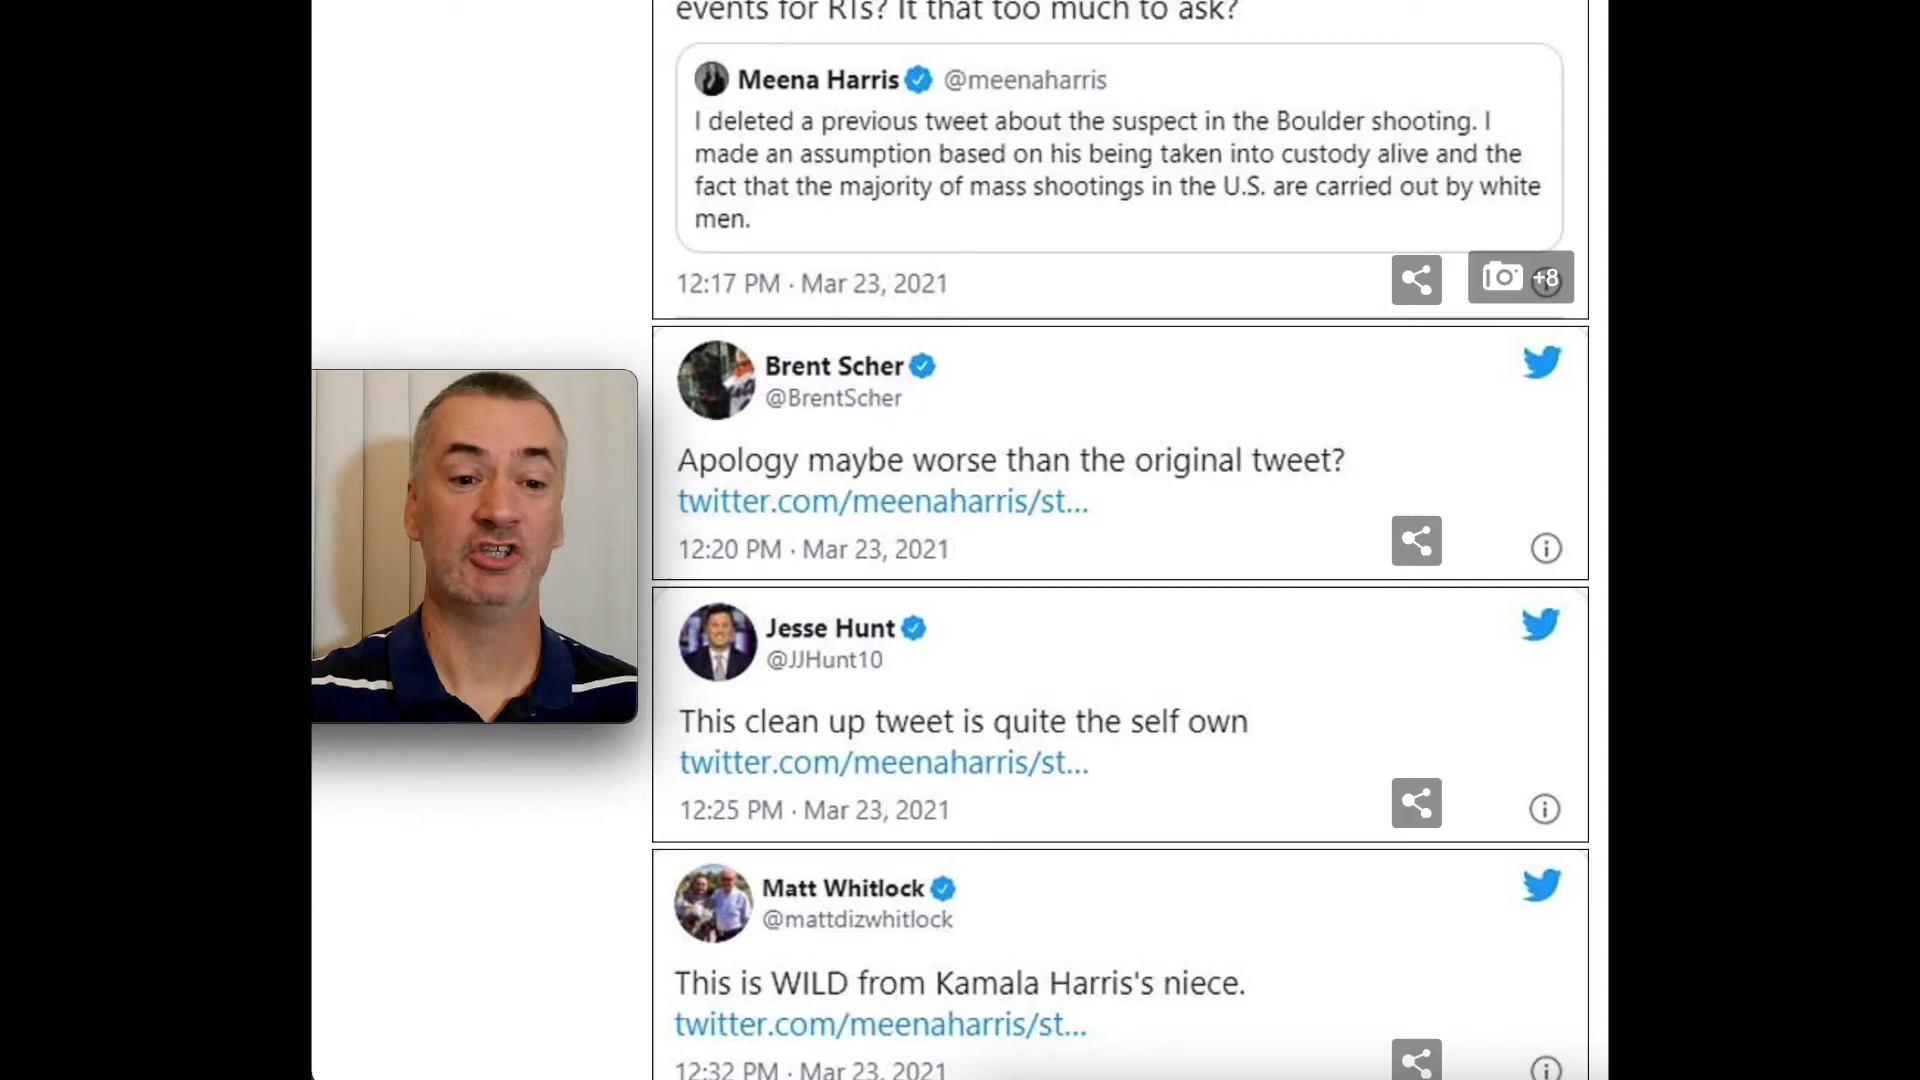 events for RTs? It that too much to ask?
Meena Harris @meenaharris
I deleted a previous tweet about the suspect in the Boulder shooting. I
made an assumption based on his being taken into custody alive and the
fact that the majority of mass shootings in the U.S. are carried out by white
men.
12:17 PM · Mar 23, 2021
+8
Brent Scher
@BrentScher
Apology maybe worse than the original tweet?
twitter.com/meenaharris/st...
12:20 PM · Mar 23, 2021
Jesse Hunt
@JJHunt10
This clean up tweet is quite the self own
twitter.com/meenaharris/st...
12:25 PM · Mar 23, 2021
Matt Whitlock
@mattdizwhitlock
This is WILD from Kamala Harris's niece.
twitter.com/meenaharris/st...
12:32 PM · Mar 23, 2021